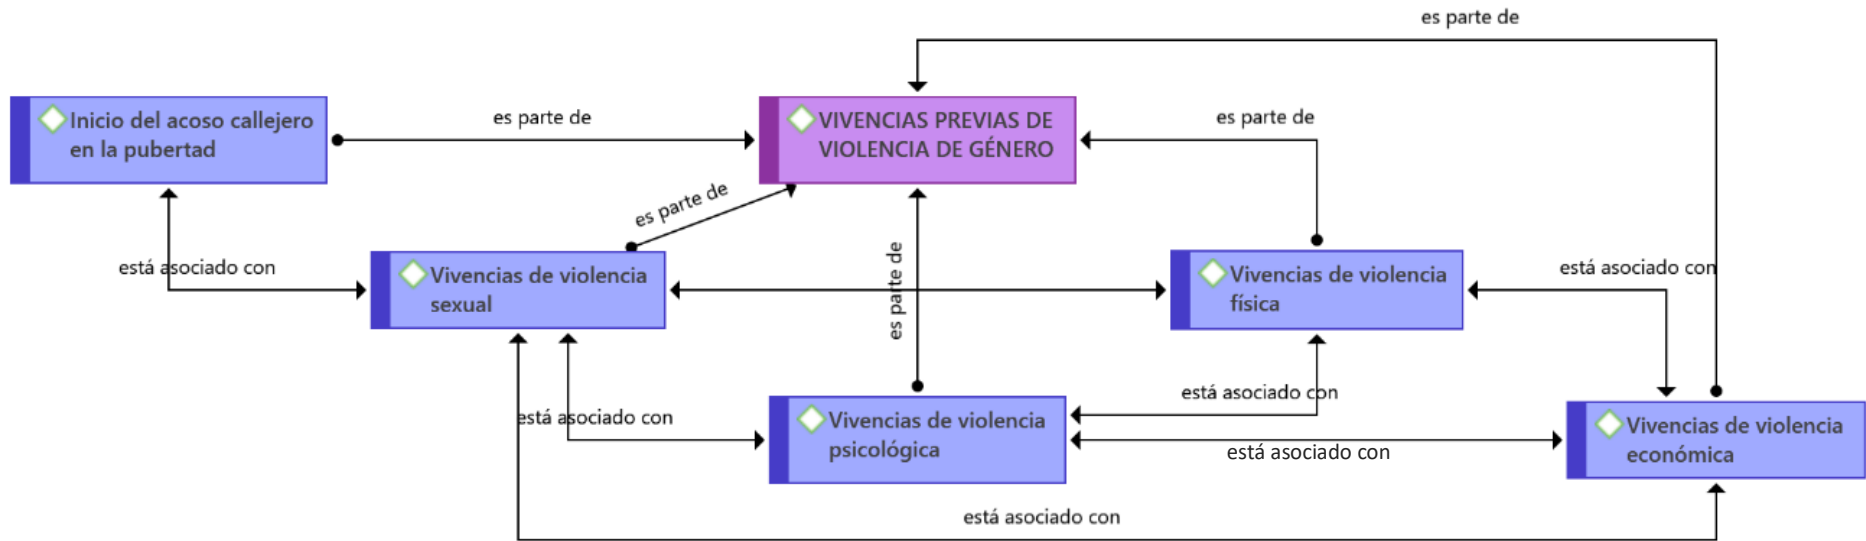 es parte de
Inicio del acoso callejero
en la pubertad
es parte de
VIVENCIAS PREVIAS DE
VIOLENCIA DE GÉNERO
es parte de
es parte de
es parte de
está asociado con
Vivencias de violencia
sexual
Vivencias de violencia
física
está asociado con
está asociado con
está asociado con
Vivencias de violencia
psicológica
está asociado con
Vivencias de violencia
económica
está asociado con